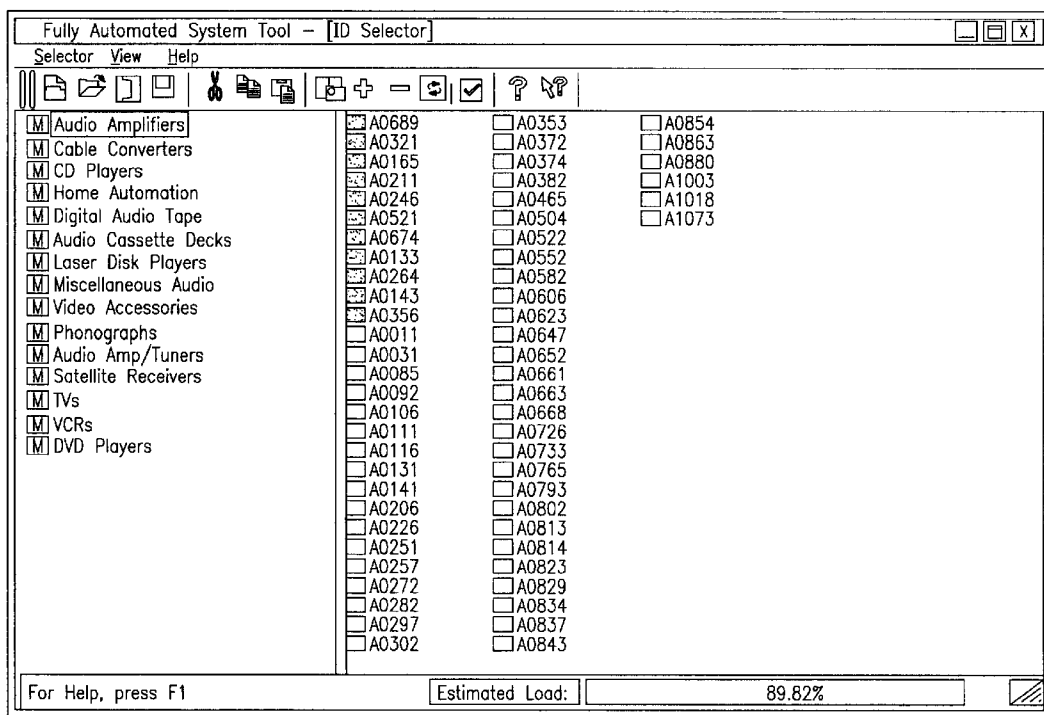 Fully Automated System Tool – [ID Selector]
Selector View Help
M Audio Amplifiers
M Cable Converters
M CD Players
M Home Automation
M Digital Audio Tape
M Audio Cassette Decks
M Laser Disk Players
M Miscellaneous Audio
M Video Accessories
M Phonographs
M Audio Amp/Tuners
M Satellite Receivers
M TVs
M VCRs
M DVD Players
A0689
A0321
A0165
A0211
A0246
A0521
A0674
A0133
A0264
A0143
A0356
A0011
A0031
A0085
A0092
A0106
A0111
A0116
A0131
A0141
A0206
A0226
A0251
A0257
A0272
A0282
A0297
A0302
A0353
A0372
A0374
A0382
A0465
A0504
A0522
A0552
A0582
A0606
A0623
A0647
A0652
A0661
A0663
A0668
A0726
A0733
A0765
A0793
A0802
A0813
A0814
A0823
A0829
A0834
A0837
A0843
A0854
A0863
A0880
A1003
A1018
A1073
For Help, press F1
Estimated Load: 89.82%